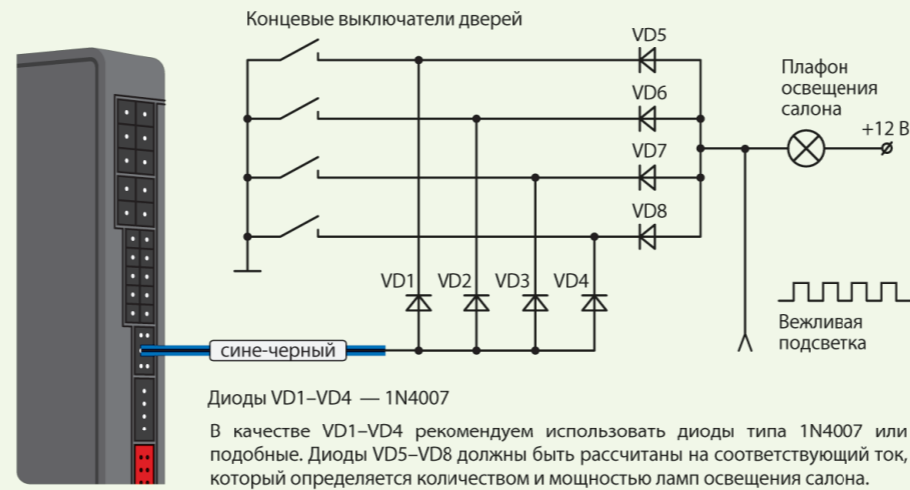 Концевые выключатели дверей
VD5
VD6
VD7
VD8
Плафон
освещения
салона
+12 В
VD1
VD2
VD3
VD4
Вежливая
подсветка
сине-черный
Диоды VD1–VD4 — 1N4007
В качестве VD1–VD4 рекомендуем использовать диоды типа 1N4007 или
подобные. Диоды VD5–VD8 должны быть рассчитаны на соответствующий ток,
который определяется количеством и мощностью ламп освещения салона.